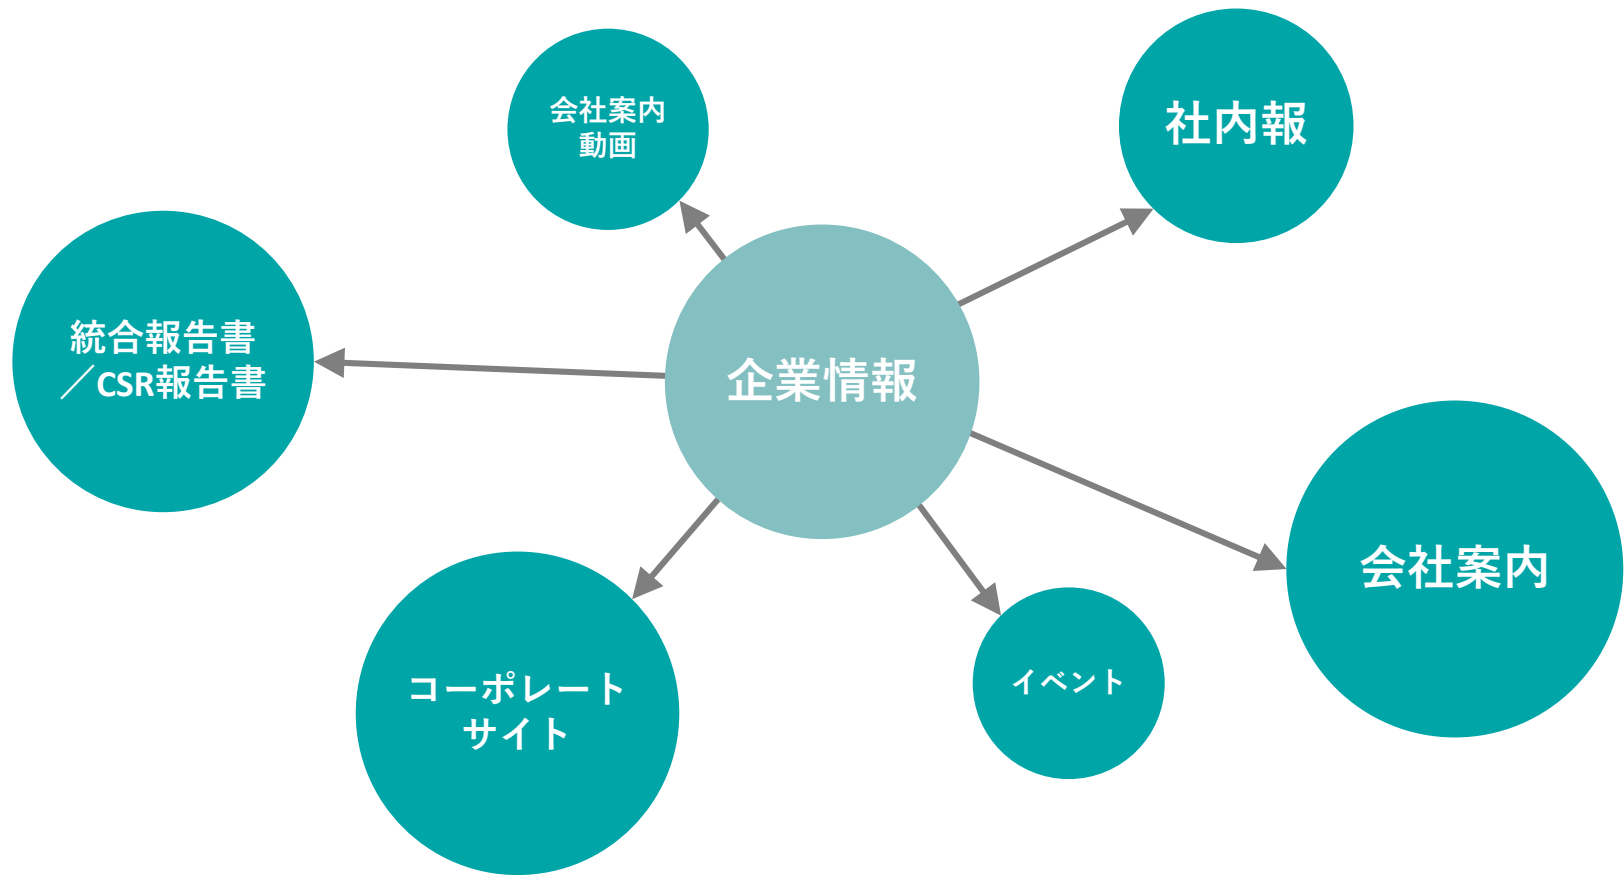 会社案内
動画
社内報
統合報告書
／CSR報告書
企業情報
会社案内
コーポレート
サイト
イベント